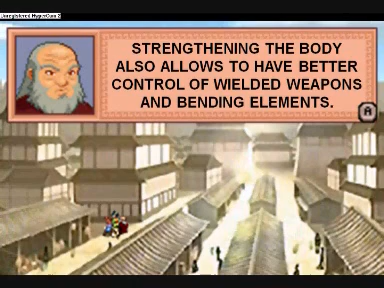 Unregistered HyperCam 2
STRENGTHENING THE BODY
ALSO ALLOWS TO HAVE BETTER
CONTROL OF WIELDED WEAPONS
AND BENDING ELEMENTS.
A